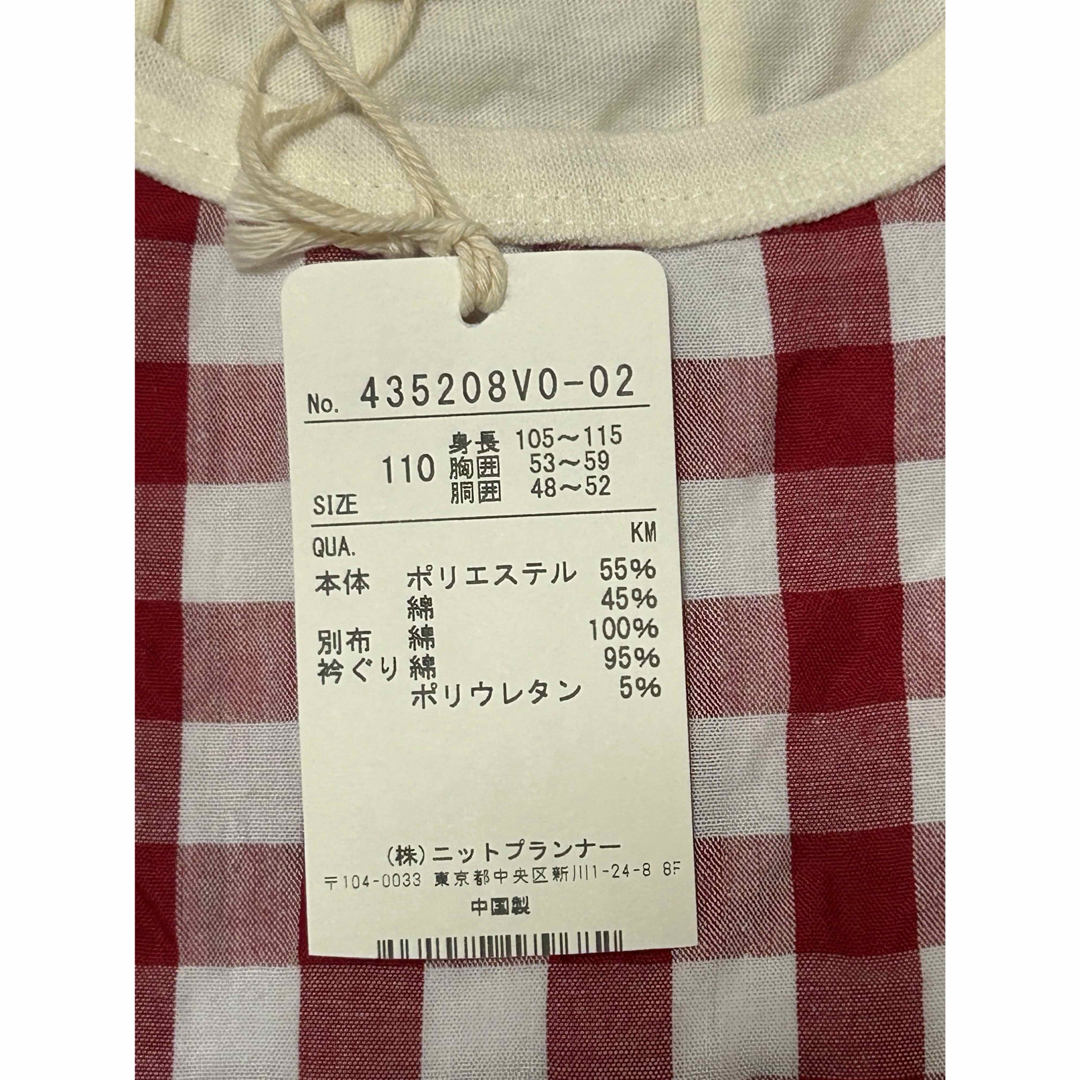 No. 435208V0-02
身長 105～115
110 胸囲 53～59
SIZE 胴囲 48～52
QUA. KM
本体 ポリエステル 55%
綿 45%
別布 綿 100%
衿ぐり 綿 95%
ポリウレタン 5%
(株)ニットプランナー
〒104-0033 東京都中央区新川1-24-8 8F
中国製